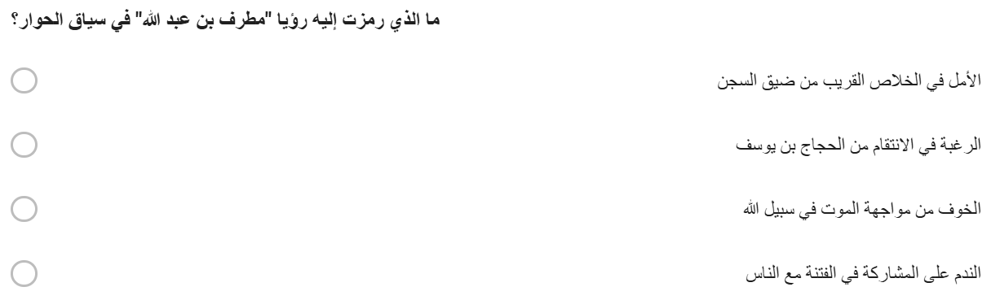 ما الذي رمزت إليه رؤيا "مطرف بن عبد الله" في سياق الحوار؟
الأمل في الخلاص القريب من ضيق السجن
الرغبة في الانتقام من الحجاج بن يوسف
الخوف من مواجهة الموت في سبيل الله
الندم على المشاركة في الفتنة مع الناس